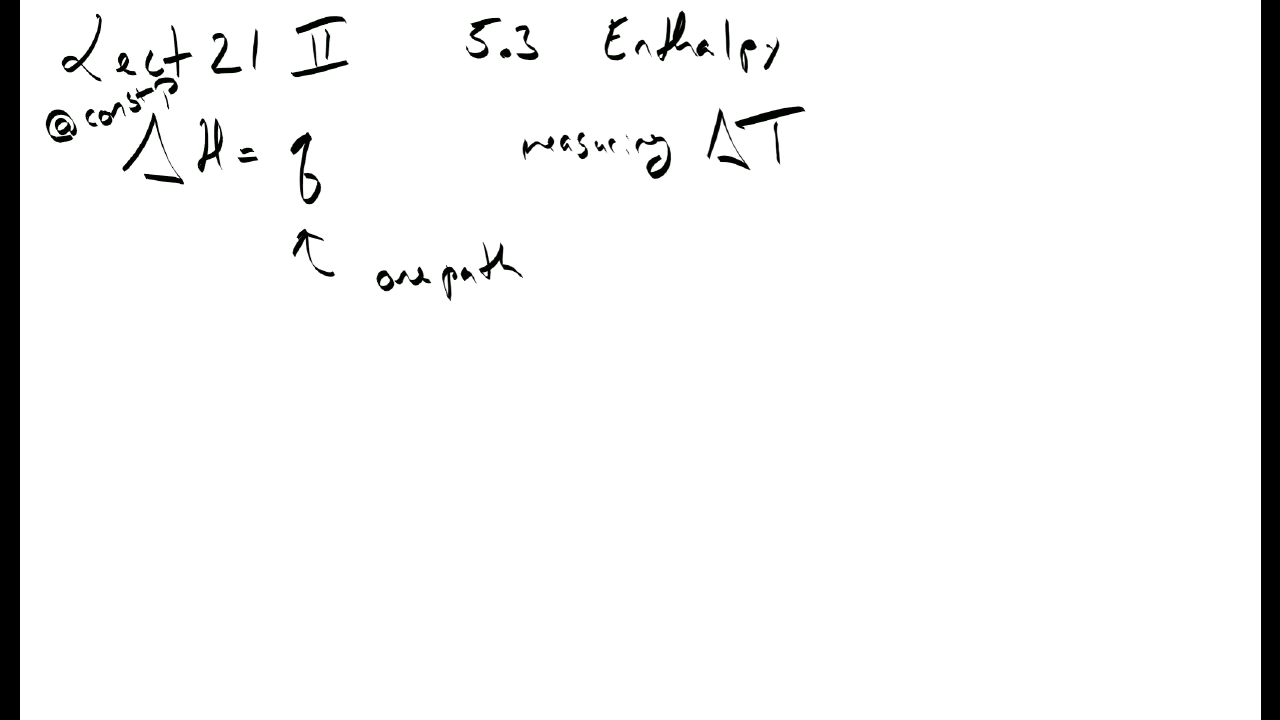 Lect 21 II 5.3 Enthalpy
@ const P
ΔH = q measuring ΔT
↑ one path